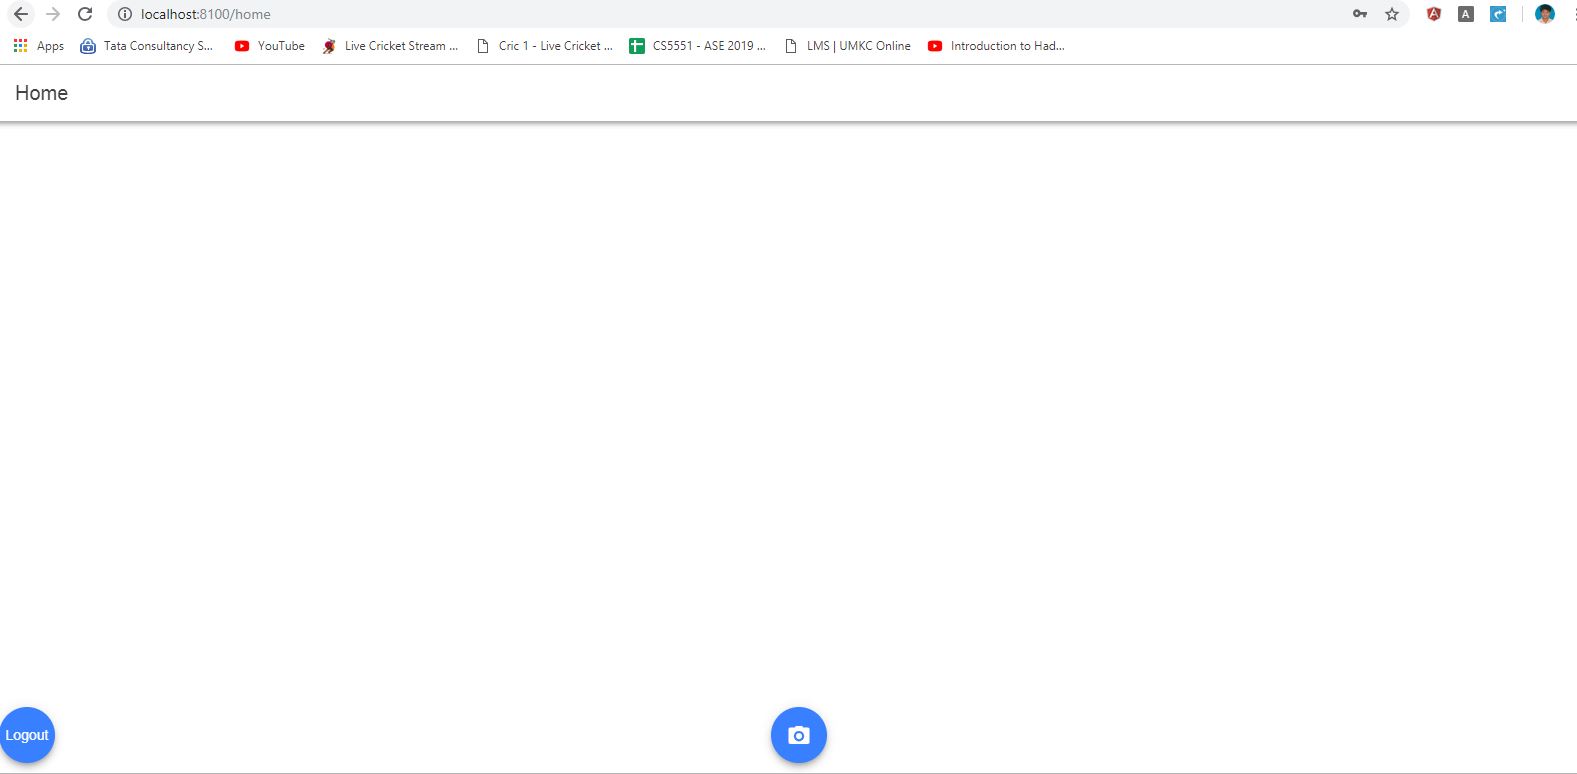 localhost:8100/home
Apps Tata Consultancy S... YouTube Live Cricket Stream ... Cric 1 - Live Cricket ... CS5551 - ASE 2019 ... LMS | UMKC Online Introduction to Had...
Home
Logout